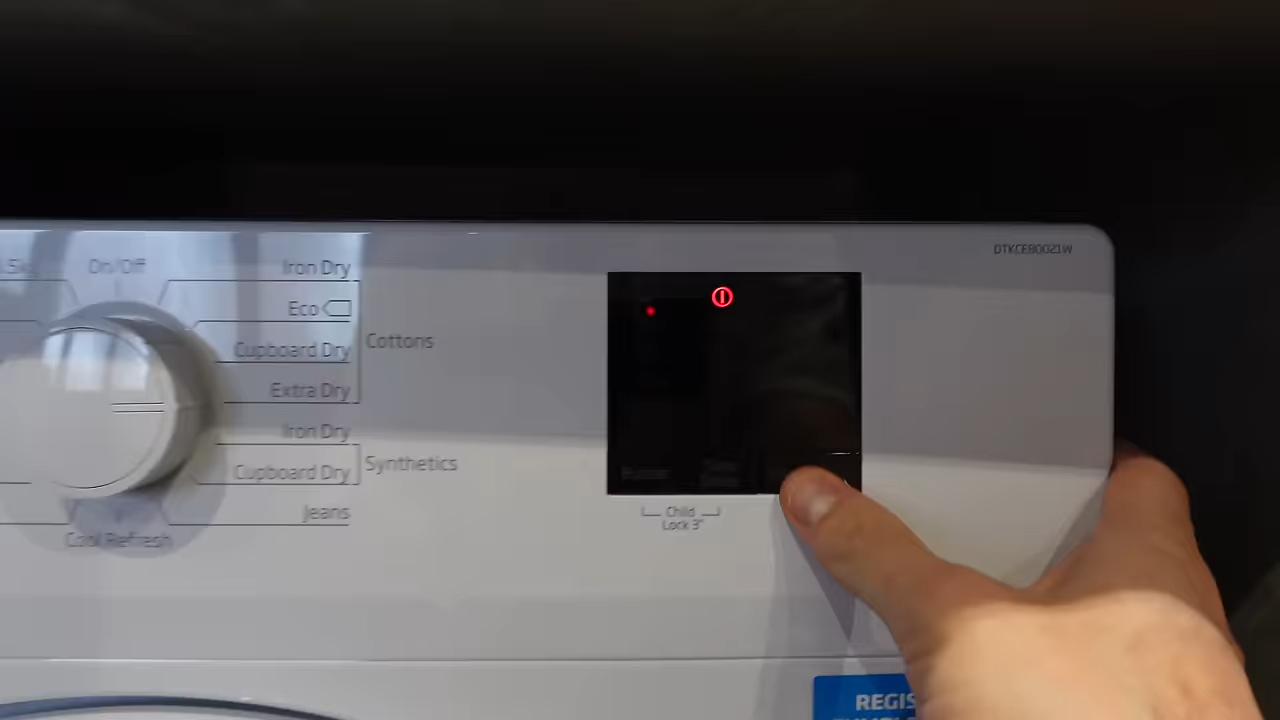 On/Off
Iron Dry
Eco
Cupboard Dry
Cottons
Extra Dry
Iron Dry
Cupboard Dry
Synthetics
Jeans
Cool Refresh
DTKCE80021W
Child
Lock 3"
REGIS